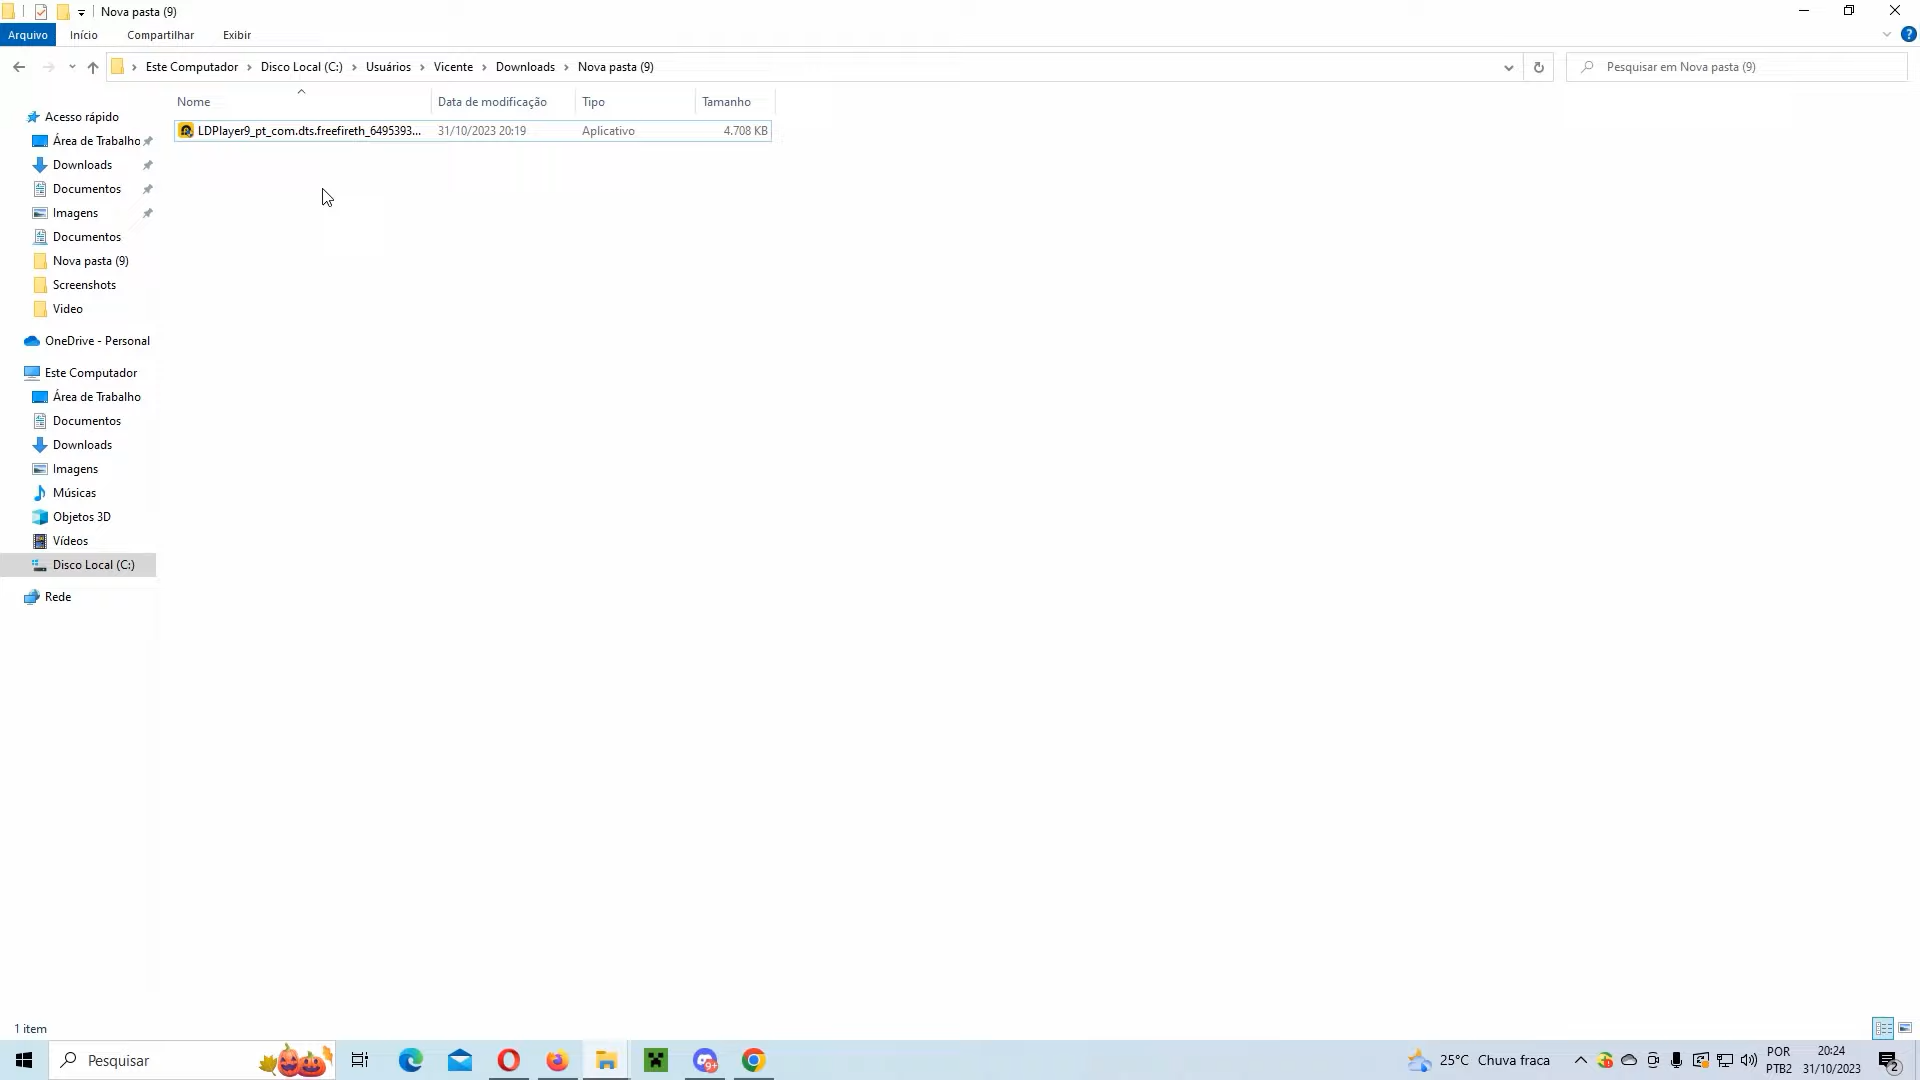 Nova pasta (9)
Arquivo Início Compartilhar Exibir
Este Computador Disco Local (C:) Usuários Vicente Downloads Nova pasta (9)
Pesquisar em Nova pasta (9)
Nome Data de modificação Tipo Tamanho
LDPlayer9_pt_com.dts.freefireth_6495393... 31/10/2023 20:19 Aplicativo 4.708 KB
Acesso rápido
Área de Trabalho
Downloads
Documentos
Imagens
Documentos
Nova pasta (9)
Screenshots
Video
OneDrive - Personal
Este Computador
Área de Trabalho
Documentos
Downloads
Imagens
Músicas
Objetos 3D
Vídeos
Disco Local (C:)
Rede
1 item
Pesquisar
9+
25°C Chuva fraca
POR
PTB2
20:24
31/10/2023
2